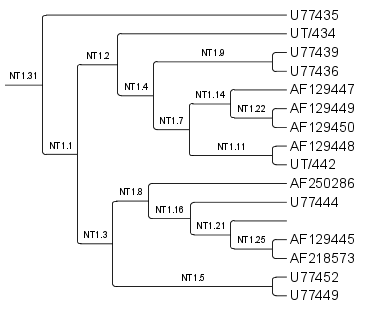 U77435
UT/434
NT1.9
U77439
NT1.2
NT1.31
U77436
NT1.14
AF129447
NT1.4
NT1.22
AF129449
NT1.7
AF129450
NT1.1
NT1.11
AF129448
UT/442
NT1.8
AF250286
U77444
NT1.16
NT1.21
NT1.3
NT1.25
AF129445
AF218573
NT1.5
U77452
U77449